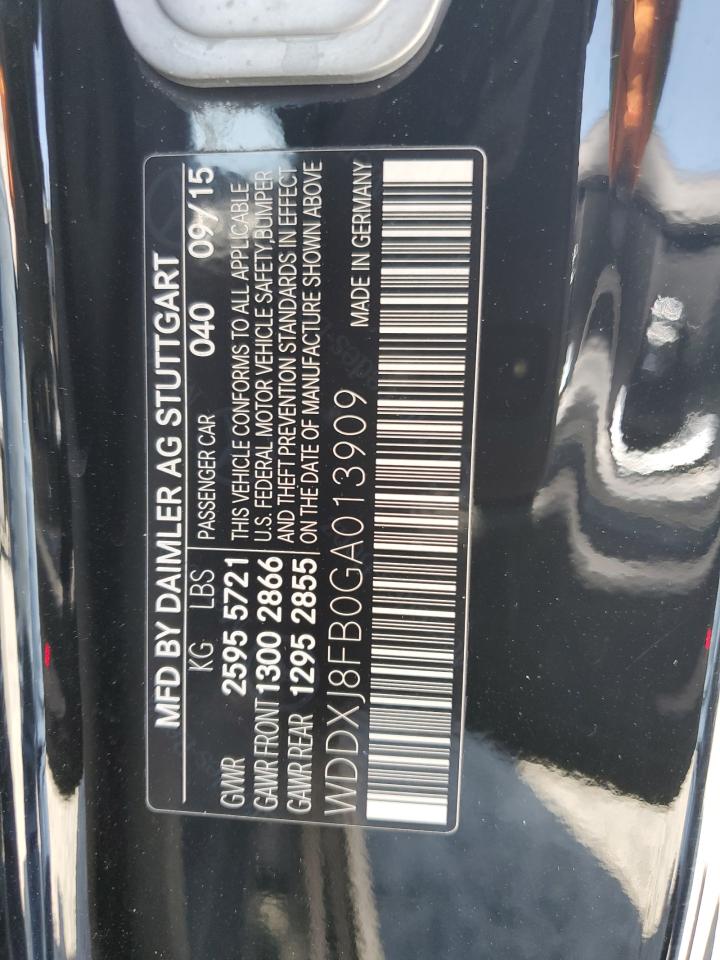 MFD BY DAIMLER AG STUTTGART
KG LBS PASSENGER CAR 040 09/15
GVWR 2595 5721 THIS VEHICLE CONFORMS TO ALL APPLICABLE
GAWR FRONT 1300 2866 U.S. FEDERAL MOTOR VEHICLE SAFETY,BUMPER
GAWR REAR 1295 2855 AND THEFT PREVENTION STANDARDS IN EFFECT
ON THE DATE OF MANUFACTURE SHOWN ABOVE
WDDXJ8FB0GA013909 MADE IN GERMANY